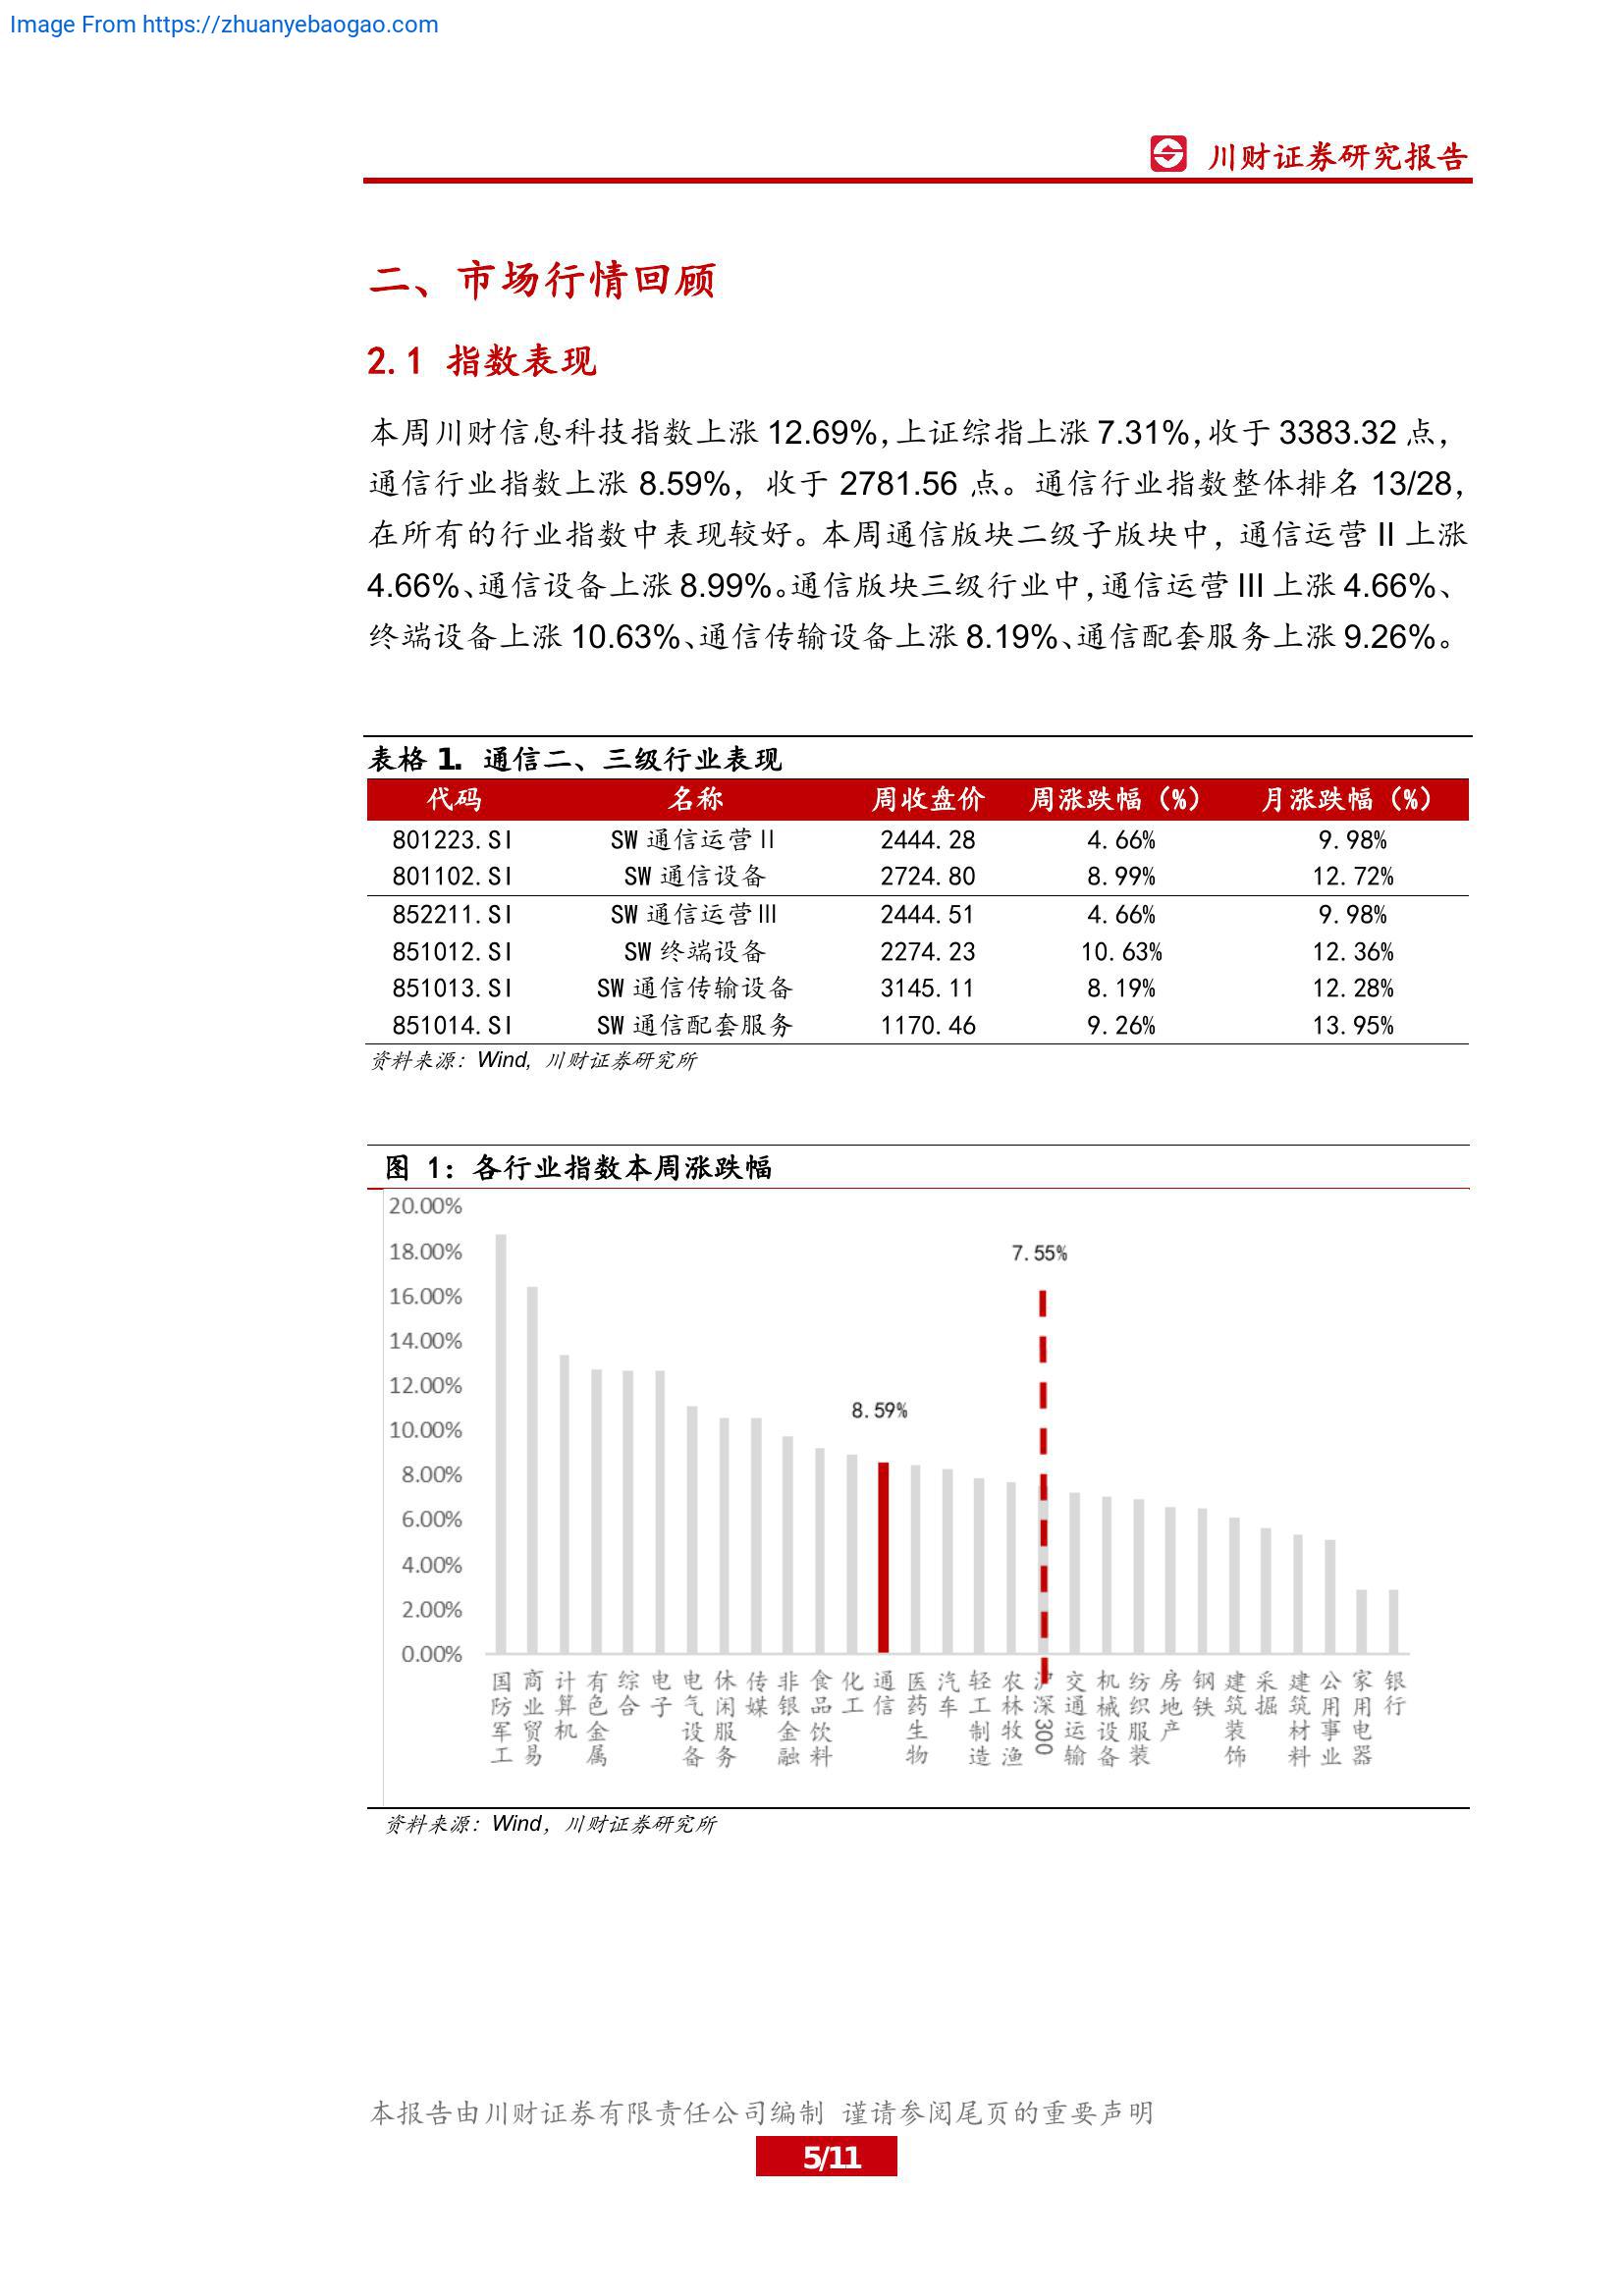 Image From https://zhuanyebaogao.com
川财证券研究报告
二、市场行情回顾
2.1 指数表现
本周川财信息科技指数上涨 12.69%，上证综指上涨 7.31%，收于 3383.32 点，
通信行业指数上涨 8.59%，收于 2781.56 点。通信行业指数整体排名 13/28，
在所有的行业指数中表现较好。本周通信版块二级子版块中，通信运营 II 上涨
4.66%、通信设备上涨 8.99%。通信版块三级行业中，通信运营 III 上涨 4.66%、
终端设备上涨 10.63%、通信传输设备上涨 8.19%、通信配套服务上涨 9.26%。
表格 1. 通信二、三级行业表现
代码 名称 周收盘价 周涨跌幅（%） 月涨跌幅（%）
801223.SI SW 通信运营Ⅱ 2444.28 4.66% 9.98%
801102.SI SW 通信设备 2724.80 8.99% 12.72%
852211.SI SW 通信运营Ⅲ 2444.51 4.66% 9.98%
851012.SI SW 终端设备 2274.23 10.63% 12.36%
851013.SI SW 通信传输设备 3145.11 8.19% 12.28%
851014.SI SW 通信配套服务 1170.46 9.26% 13.95%
资料来源：Wind, 川财证券研究所
图 1：各行业指数本周涨跌幅
20.00%
18.00%
16.00%
14.00%
12.00%
10.00%
8.00%
6.00%
4.00%
2.00%
0.00%
7.55%
8.59%
国防军工
商业贸易
计算机
有色金属
综合
电子
电气设备
休闲服务
传媒
非银金融
食品饮料
化工
通信
医药生物
汽车
轻工制造
农林牧渔
沪深300
交通运输
机械设备
纺织服装
房地产
钢铁
建筑装饰
采掘
建筑材料
公用事业
家用电器
银行
资料来源：Wind，川财证券研究所
本报告由川财证券有限责任公司编制 谨请参阅尾页的重要声明
5/11